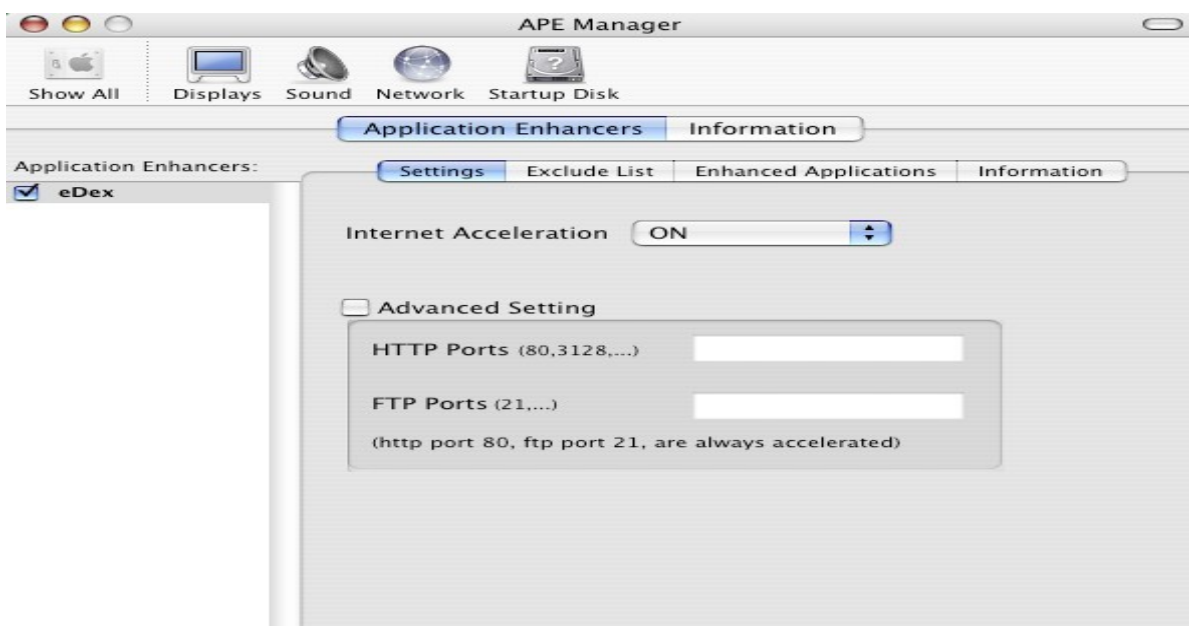 APE Manager
Show All Displays Sound Network Startup Disk
Application Enhancers Information
Application Enhancers:
Settings Exclude List Enhanced Applications Information
eDex
Internet Acceleration ON
Advanced Setting
HTTP Ports (80,3128,...)
FTP Ports (21,...)
(http port 80, ftp port 21, are always accelerated)